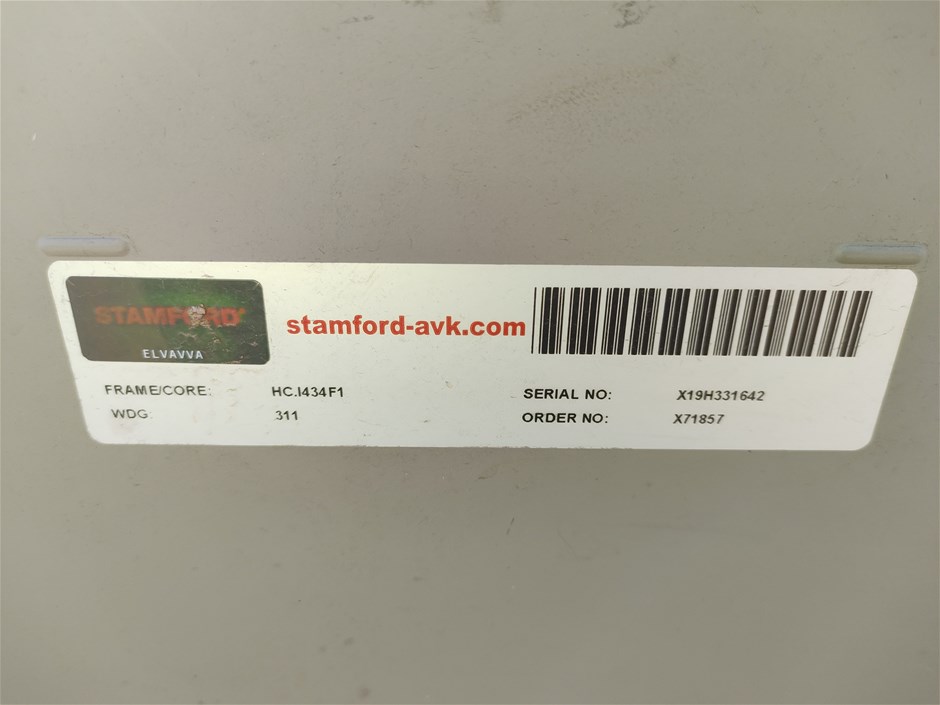 STAMFORD
ELVAVVA
stamford-avk.com
FRAME/CORE: HC.I434F1
WDG: 311
SERIAL NO: X19H331642
ORDER NO: X71857